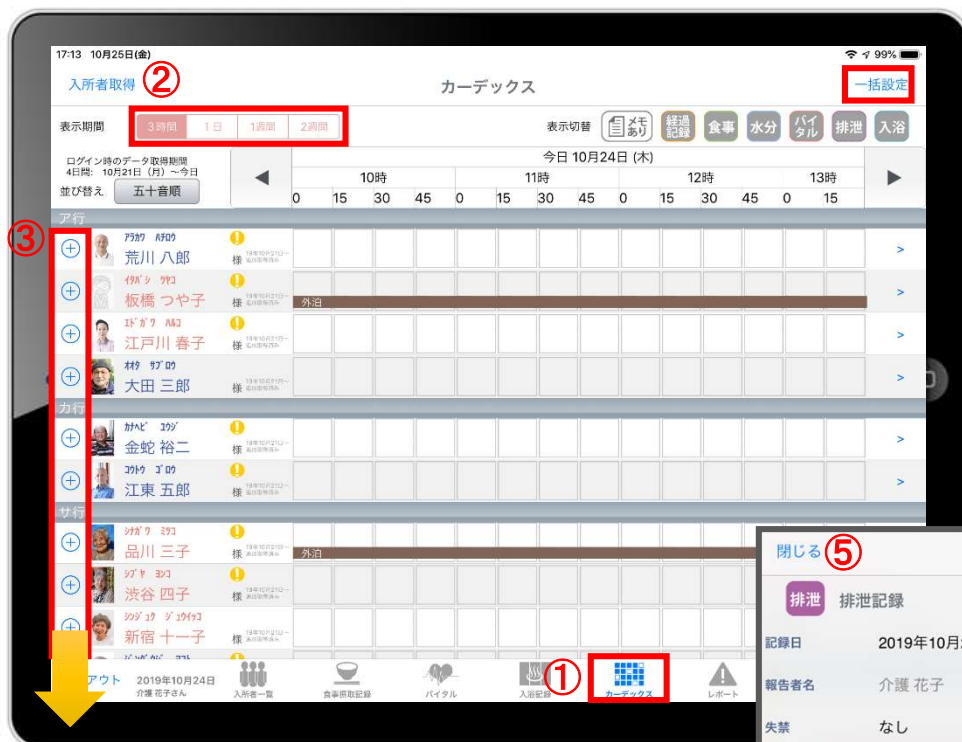 17:13 10月25日(金)
99%
入所者取得
②
カーデックス
一括設定
表示期間
3時間 1日 1週間 2週間
表示切替 メモあり 経過記録 食事 水分 バイタル 排泄 入浴
ログイン時のデータ取得期間
4日間: 10月21日(月)~今日
並び替え 五十音順
今日 10月24日 (木)
◀ 10時 11時 12時 13時 ▶
0 15 30 45 0 15 30 45 0 15 30 45 0 15
ア行
③
アラカワ ハチロウ
荒川 八郎 様
>
イタバシ ツヤコ
板橋 つや子 様
外泊
>
エドガワ ハルコ
江戸川 春子 様
>
オオタ サブロウ
大田 三郎 様
>
カ行
カナヘビ ユウジ
金蛇 裕二 様
>
コウトウ ゴロウ
江東 五郎 様
>
サ行
シナガワ ミツコ
品川 三子 様
外泊
シブヤ ヨンコ
渋谷 四子 様
シンジュク ジュウイッコ
新宿 十一子 様
アウト
2019年10月24日
介護 花子さん
入所者一覧
食事摂取記録
バイタル
入浴記録
①
カーデックス
レポート
閉じる
⑤
排泄 排泄記録
記録日 2019年10月
報告者名 介護 花子
失禁 なし